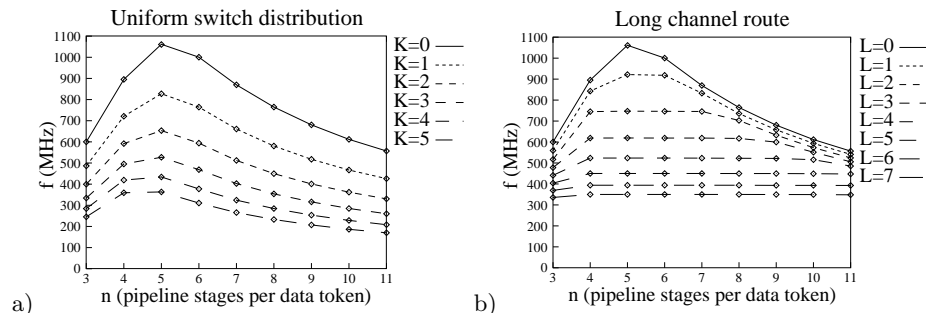 Uniform switch distribution
1100
1000
900
800
700
600
500
400
300
200
100
0
f (MHz)
3 4 5 6 7 8 9 10 11
n (pipeline stages per data token)
K=0
K=1
K=2
K=3
K=4
K=5
a)
Long channel route
1100
1000
900
800
700
600
500
400
300
200
100
0
f (MHz)
3 4 5 6 7 8 9 10 11
n (pipeline stages per data token)
L=0
L=1
L=2
L=3
L=4
L=5
L=6
L=7
b)